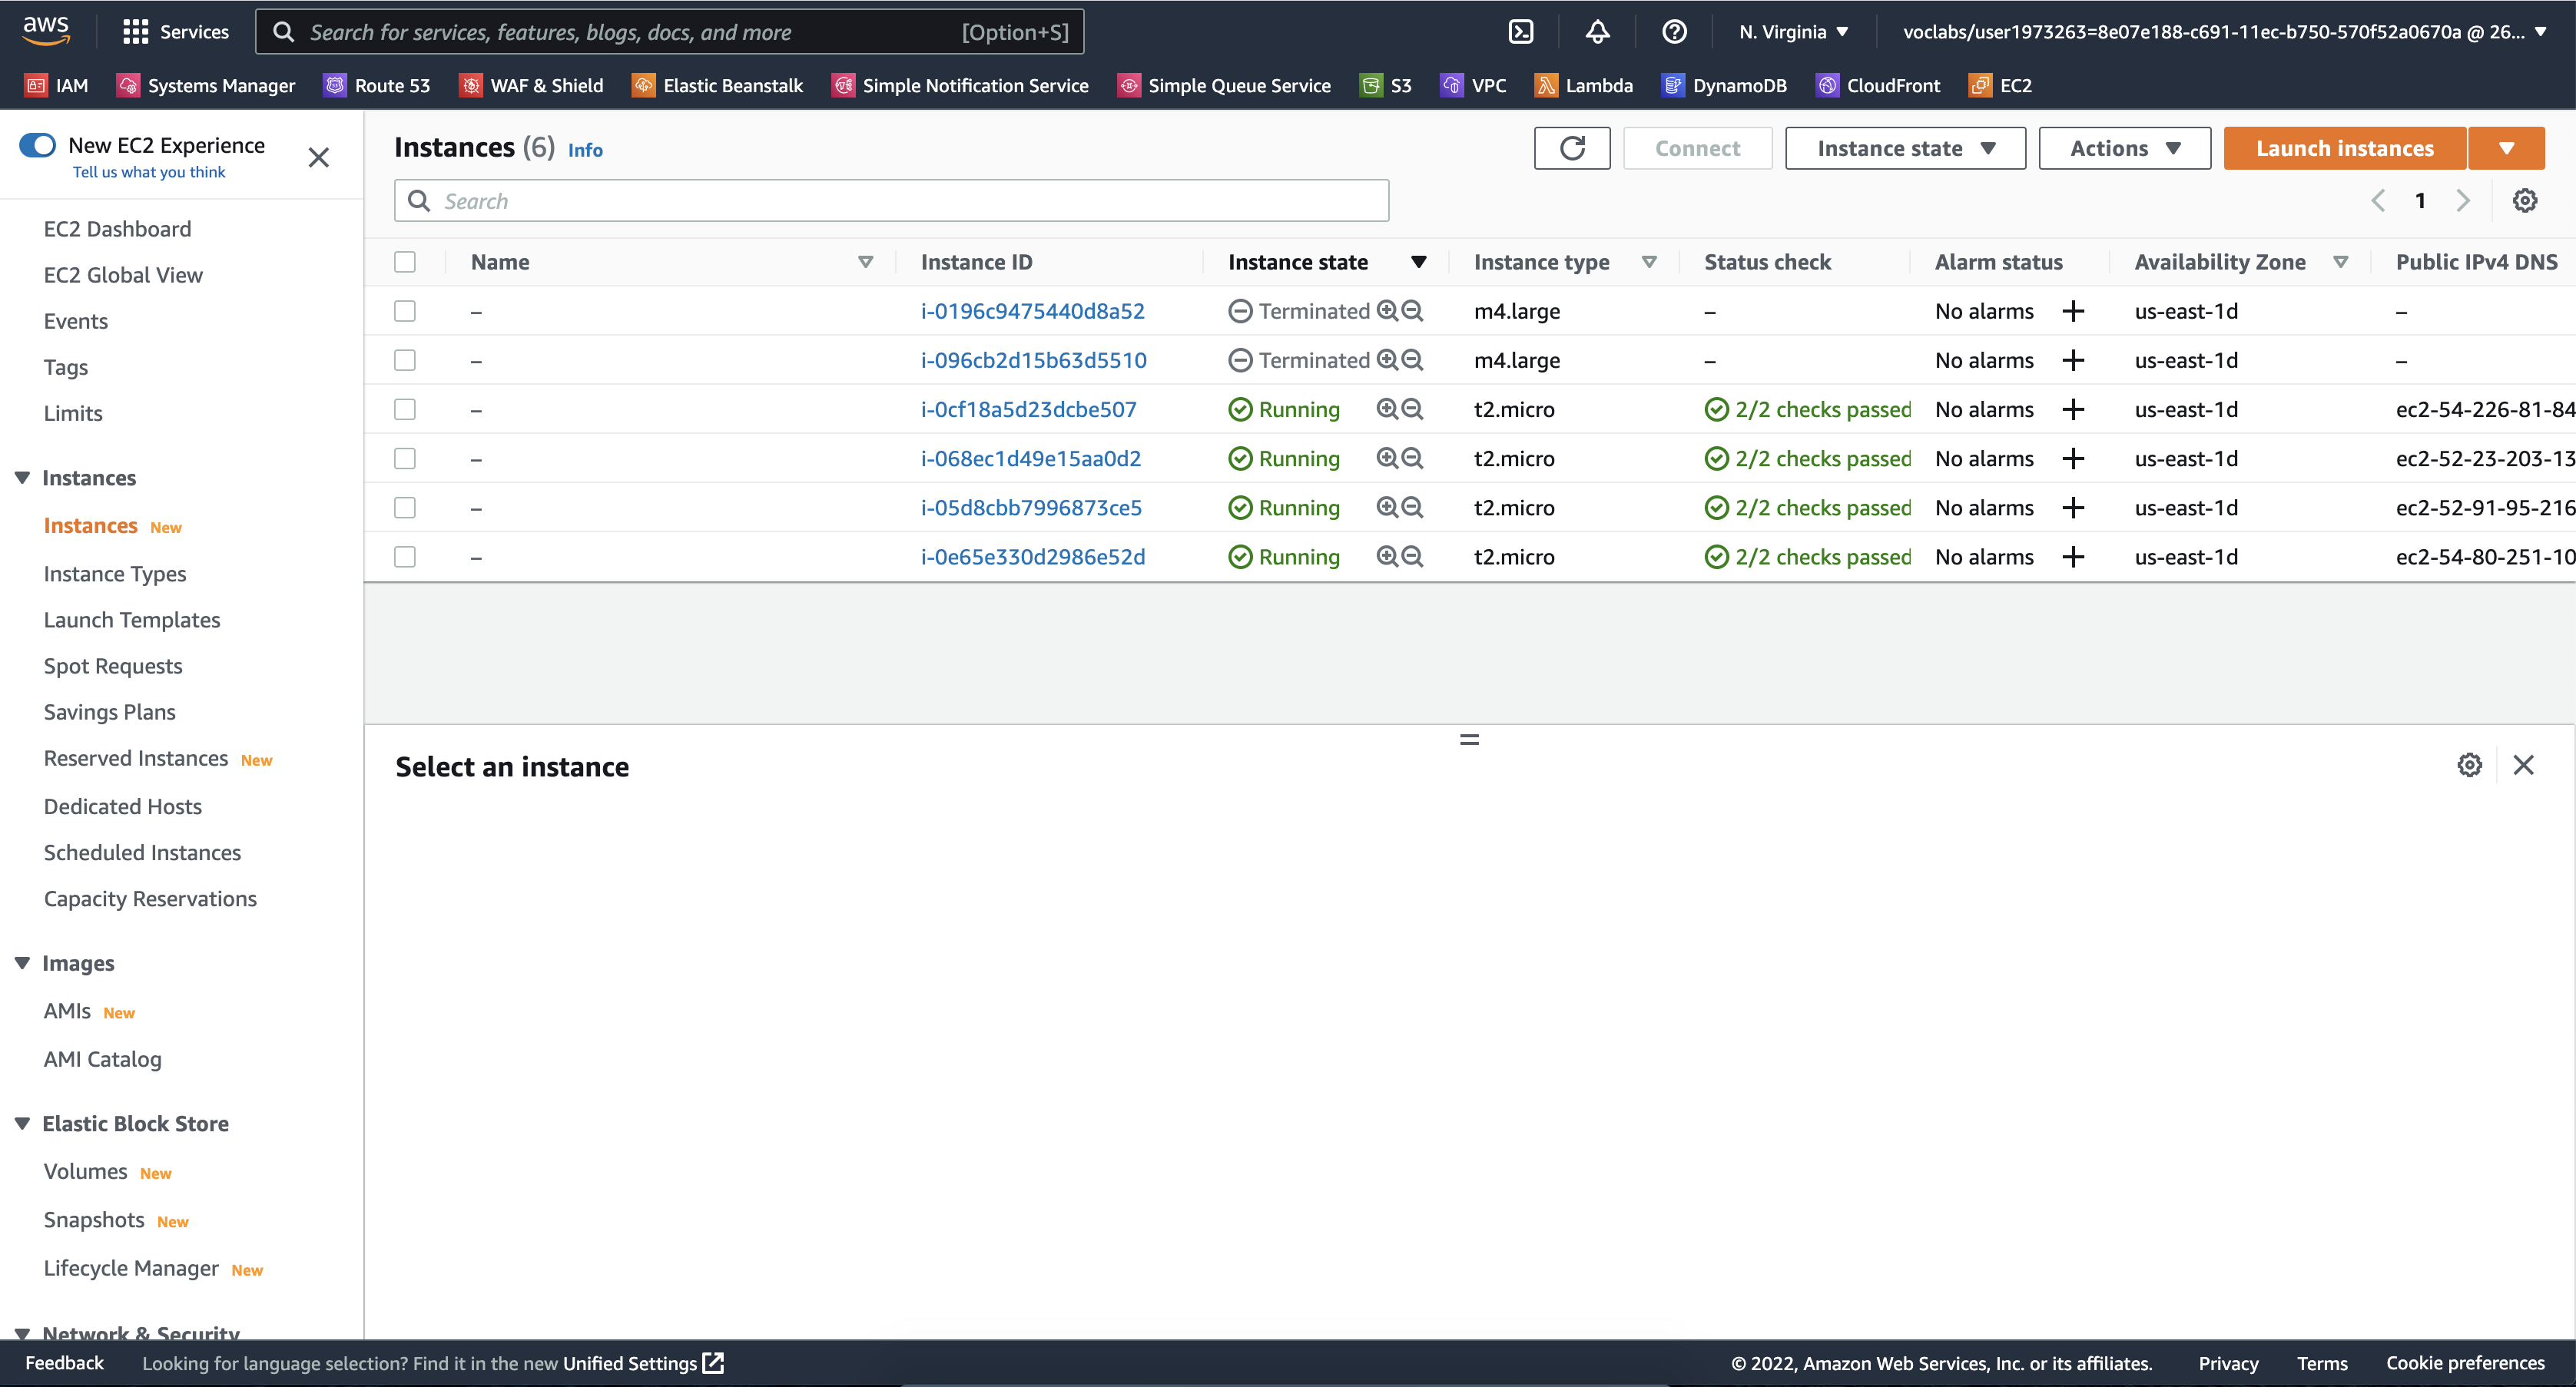 aws Services Search for services, features, blogs, docs, and more [Option+S] N. Virginia voclabs/user1973263=8e07e188-c691-11ec-b750-570f52a0670a @ 26...
IAM Systems Manager Route 53 WAF & Shield Elastic Beanstalk Simple Notification Service Simple Queue Service S3 VPC Lambda DynamoDB CloudFront EC2
New EC2 Experience
Tell us what you think
EC2 Dashboard
EC2 Global View
Events
Tags
Limits
Instances
Instances New
Instance Types
Launch Templates
Spot Requests
Savings Plans
Reserved Instances New
Dedicated Hosts
Scheduled Instances
Capacity Reservations
Images
AMIs New
AMI Catalog
Elastic Block Store
Volumes New
Snapshots New
Lifecycle Manager New
Network & Security
Instances (6) Info Connect Instance state Actions Launch instances
Search 1
Name Instance ID Instance state Instance type Status check Alarm status Availability Zone Public IPv4 DNS
– i-0196c9475440d8a52 Terminated m4.large – No alarms + us-east-1d –
– i-096cb2d15b63d5510 Terminated m4.large – No alarms + us-east-1d –
– i-0cf18a5d23dcbe507 Running t2.micro 2/2 checks passed No alarms + us-east-1d ec2-54-226-81-84
– i-068ec1d49e15aa0d2 Running t2.micro 2/2 checks passed No alarms + us-east-1d ec2-52-23-203-13
– i-05d8cbb7996873ce5 Running t2.micro 2/2 checks passed No alarms + us-east-1d ec2-52-91-95-216
– i-0e65e330d2986e52d Running t2.micro 2/2 checks passed No alarms + us-east-1d ec2-54-80-251-10
Select an instance
Feedback Looking for language selection? Find it in the new Unified Settings © 2022, Amazon Web Services, Inc. or its affiliates. Privacy Terms Cookie preferences